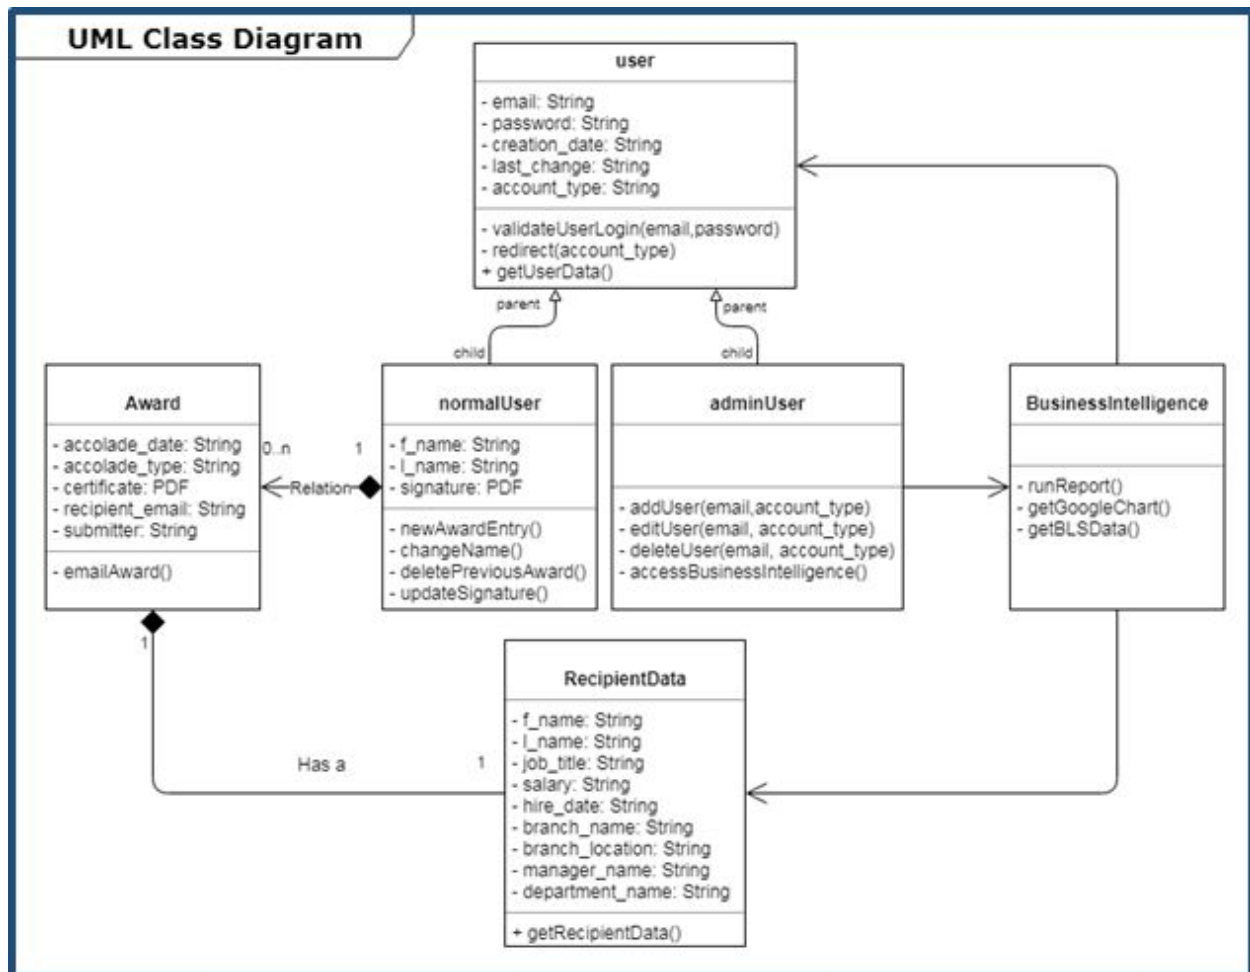 UML Class Diagram
user
- email: String
- password: String
- creation_date: String
- last_change: String
- account_type: String
- validateUserLogin(email,password)
- redirect(account_type)
+ getUserData()
parent
parent
child
child
Award
- accolade_date: String
- accolade_type: String
- certificate: PDF
- recipient_email: String
- submitter: String
- emailAward()
0..n
1
Relation
normalUser
- f_name: String
- l_name: String
- signature: PDF
- newAwardEntry()
- changeName()
- deletePreviousAward()
- updateSignature()
adminUser
- addUser(email,account_type)
- editUser(email, account_type)
- deleteUser(email, account_type)
- accessBusinessIntelligence()
BusinessIntelligence
- runReport()
- getGoogleChart()
- getBLSData()
1
Has a
1
RecipientData
- f_name: String
- l_name: String
- job_title: String
- salary: String
- hire_date: String
- branch_name: String
- branch_location: String
- manager_name: String
- department_name: String
+ getRecipientData()